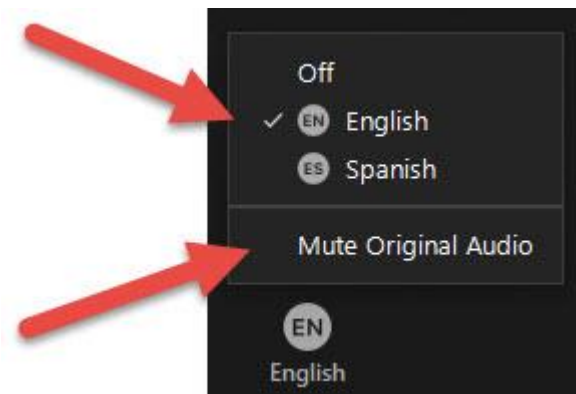 Off
EN English
ES Spanish
Mute Original Audio
EN
English